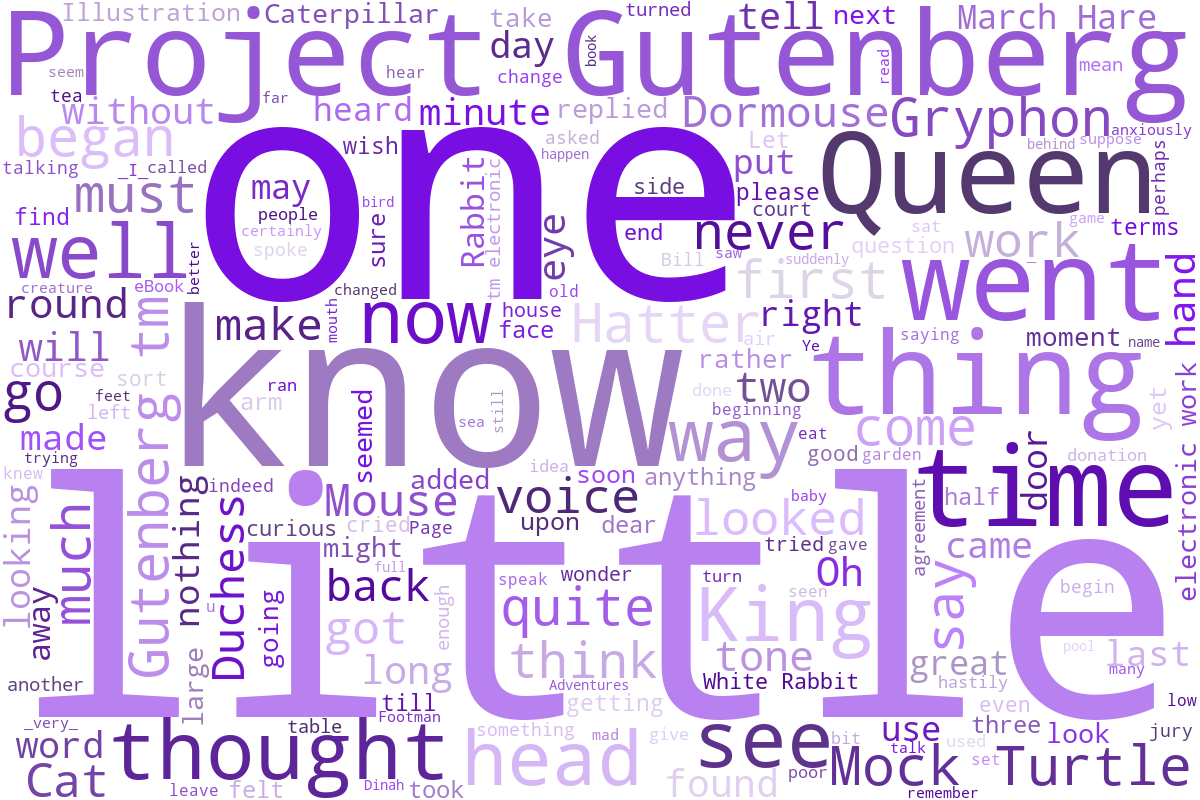 Illustration
Caterpillar
take
turned
tell
next
March Hare
Project Gutenberg
day
book
read
mean
seem
hear
change
tea
far
without
heard
minute
replied
Dormouse
Gryphon
anxiously
began
one
wish
asked
happen
Let
Queen
behind
suppose
talking
_I_
called
must
may
Rabbit
tm electronic
put
side
please
perhaps
find
people
bird
certainly
sure
eye
end
never
court
question
sat
game
terms
well
spoke
better
saw
Bill
suddenly
work
creature
eBook
changed
old
first
went
hand
round
make
mouth
now
house
face
Hatter
air
right
Ye
saying
moment
name
will
course
sort
know
rather
thing
go
feet
left
arm
ran
two
done
beginning
yet
Gutenberg tm
seemed
sea
still
way
eat
come
made
trying
good
garden
door
donation
knew
indeed
added
idea
soon
anything
time
little
looking
much
nothing
Duchess
Mouse
voice
baby
half
curious
cried
Page
upon
dear
looked
agreement
electronic work
might
full
tried
gave
came
away
u
going
back
speak
wonder
turn
Oh
say
begin
got
enough
quite
King
seen
large
long
think
tone
great
pool
last
another
till
Adventures
White Rabbit
hastily
many
_very_
table
Footman
getting
even
low
word
thought
head
something
mad
give
see
bit
use
talk
used
three
look
jury
Cat
leave
felt
Dinah
took
found
poor
Mock Turtle
set
remember